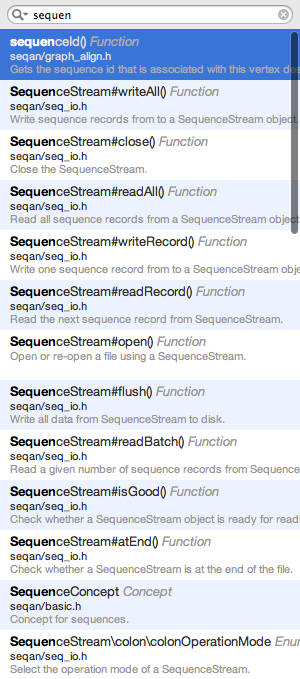 sequen
sequenceId() Function
seqan/graph_align.h
Gets the sequence id that is associated with this vertex des
SequenceStream#writeAll() Function
seqan/seq_io.h
Write sequence records from to a SequenceStream object.
SequenceStream#close() Function
seqan/seq_io.h
Close the SequenceStream.
SequenceStream#readAll() Function
seqan/seq_io.h
Read all sequence records from a SequenceStream object
SequenceStream#writeRecord() Function
seqan/seq_io.h
Write one sequence record from to a SequenceStream obje
SequenceStream#readRecord() Function
seqan/seq_io.h
Read the next sequence record from SequenceStream.
SequenceStream#open() Function
Open or re-open a file using a SequenceStream.
SequenceStream#flush() Function
seqan/seq_io.h
Write all data from SequenceStream to disk.
SequenceStream#readBatch() Function
seqan/seq_io.h
Read a given number of sequence records from Sequence
SequenceStream#isGood() Function
seqan/seq_io.h
Check whether a SequenceStream object is ready for readi
SequenceStream#atEnd() Function
seqan/seq_io.h
Check whether a SequenceStream is at the end of the file.
SequenceConcept Concept
seqan/basic.h
Concept for sequences.
SequenceStream\colon\colonOperationMode Enum
seqan/seq_io.h
Select the operation mode of a SequenceStream.